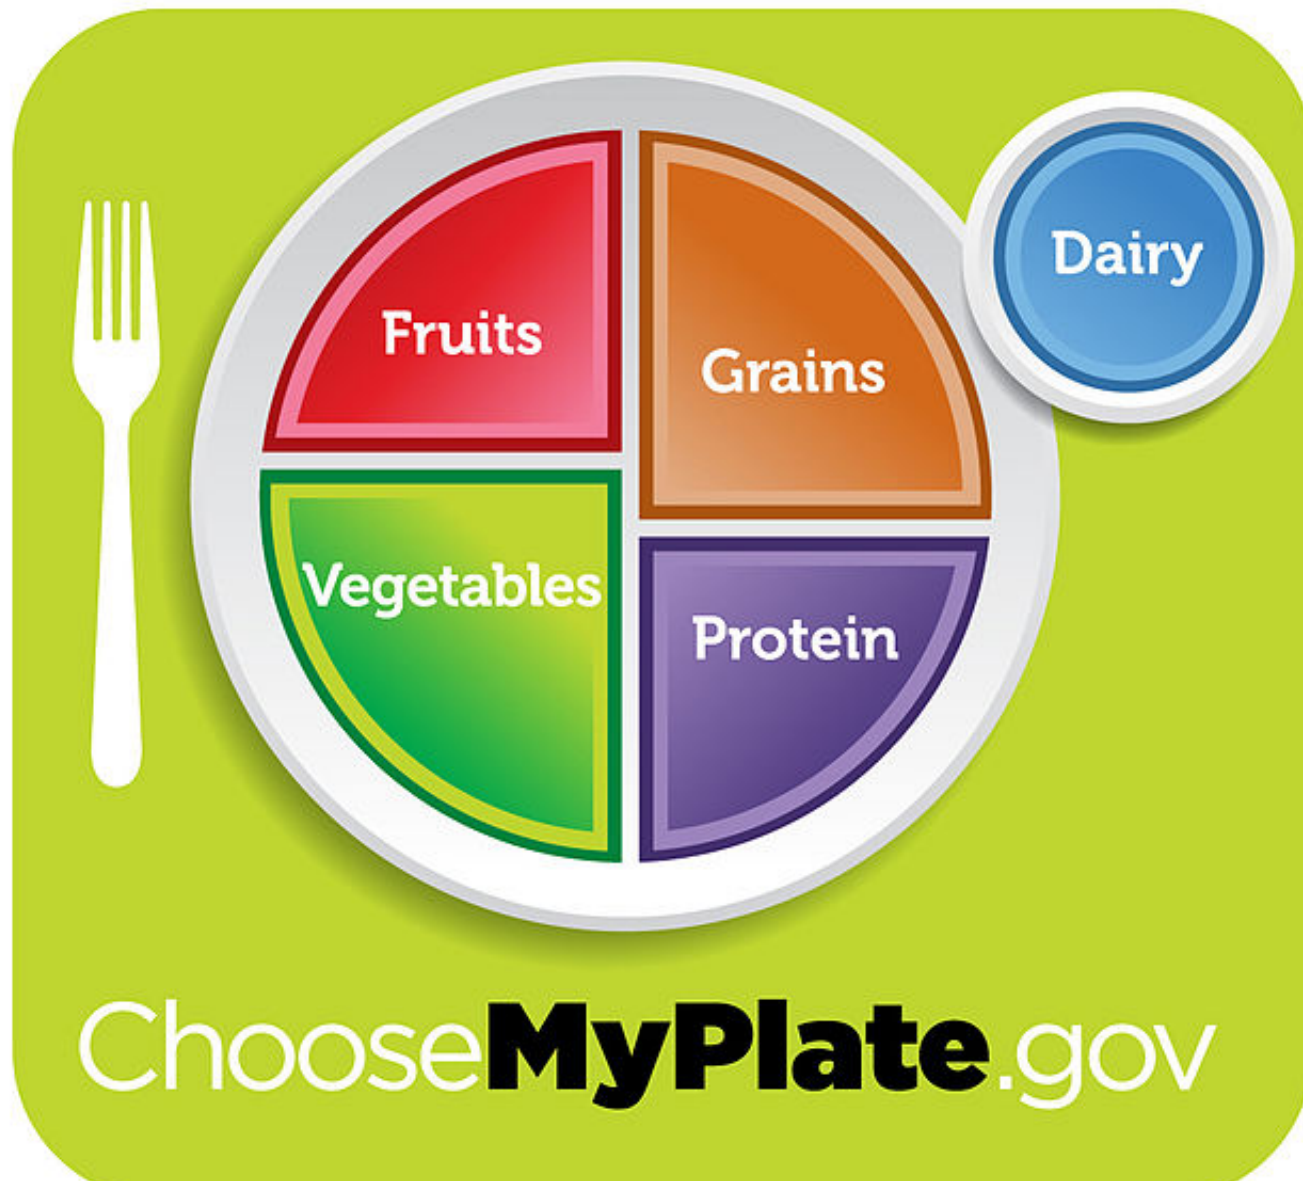 Fruits
Grains
Dairy
Vegetables
Protein
ChooseMyPlate.gov